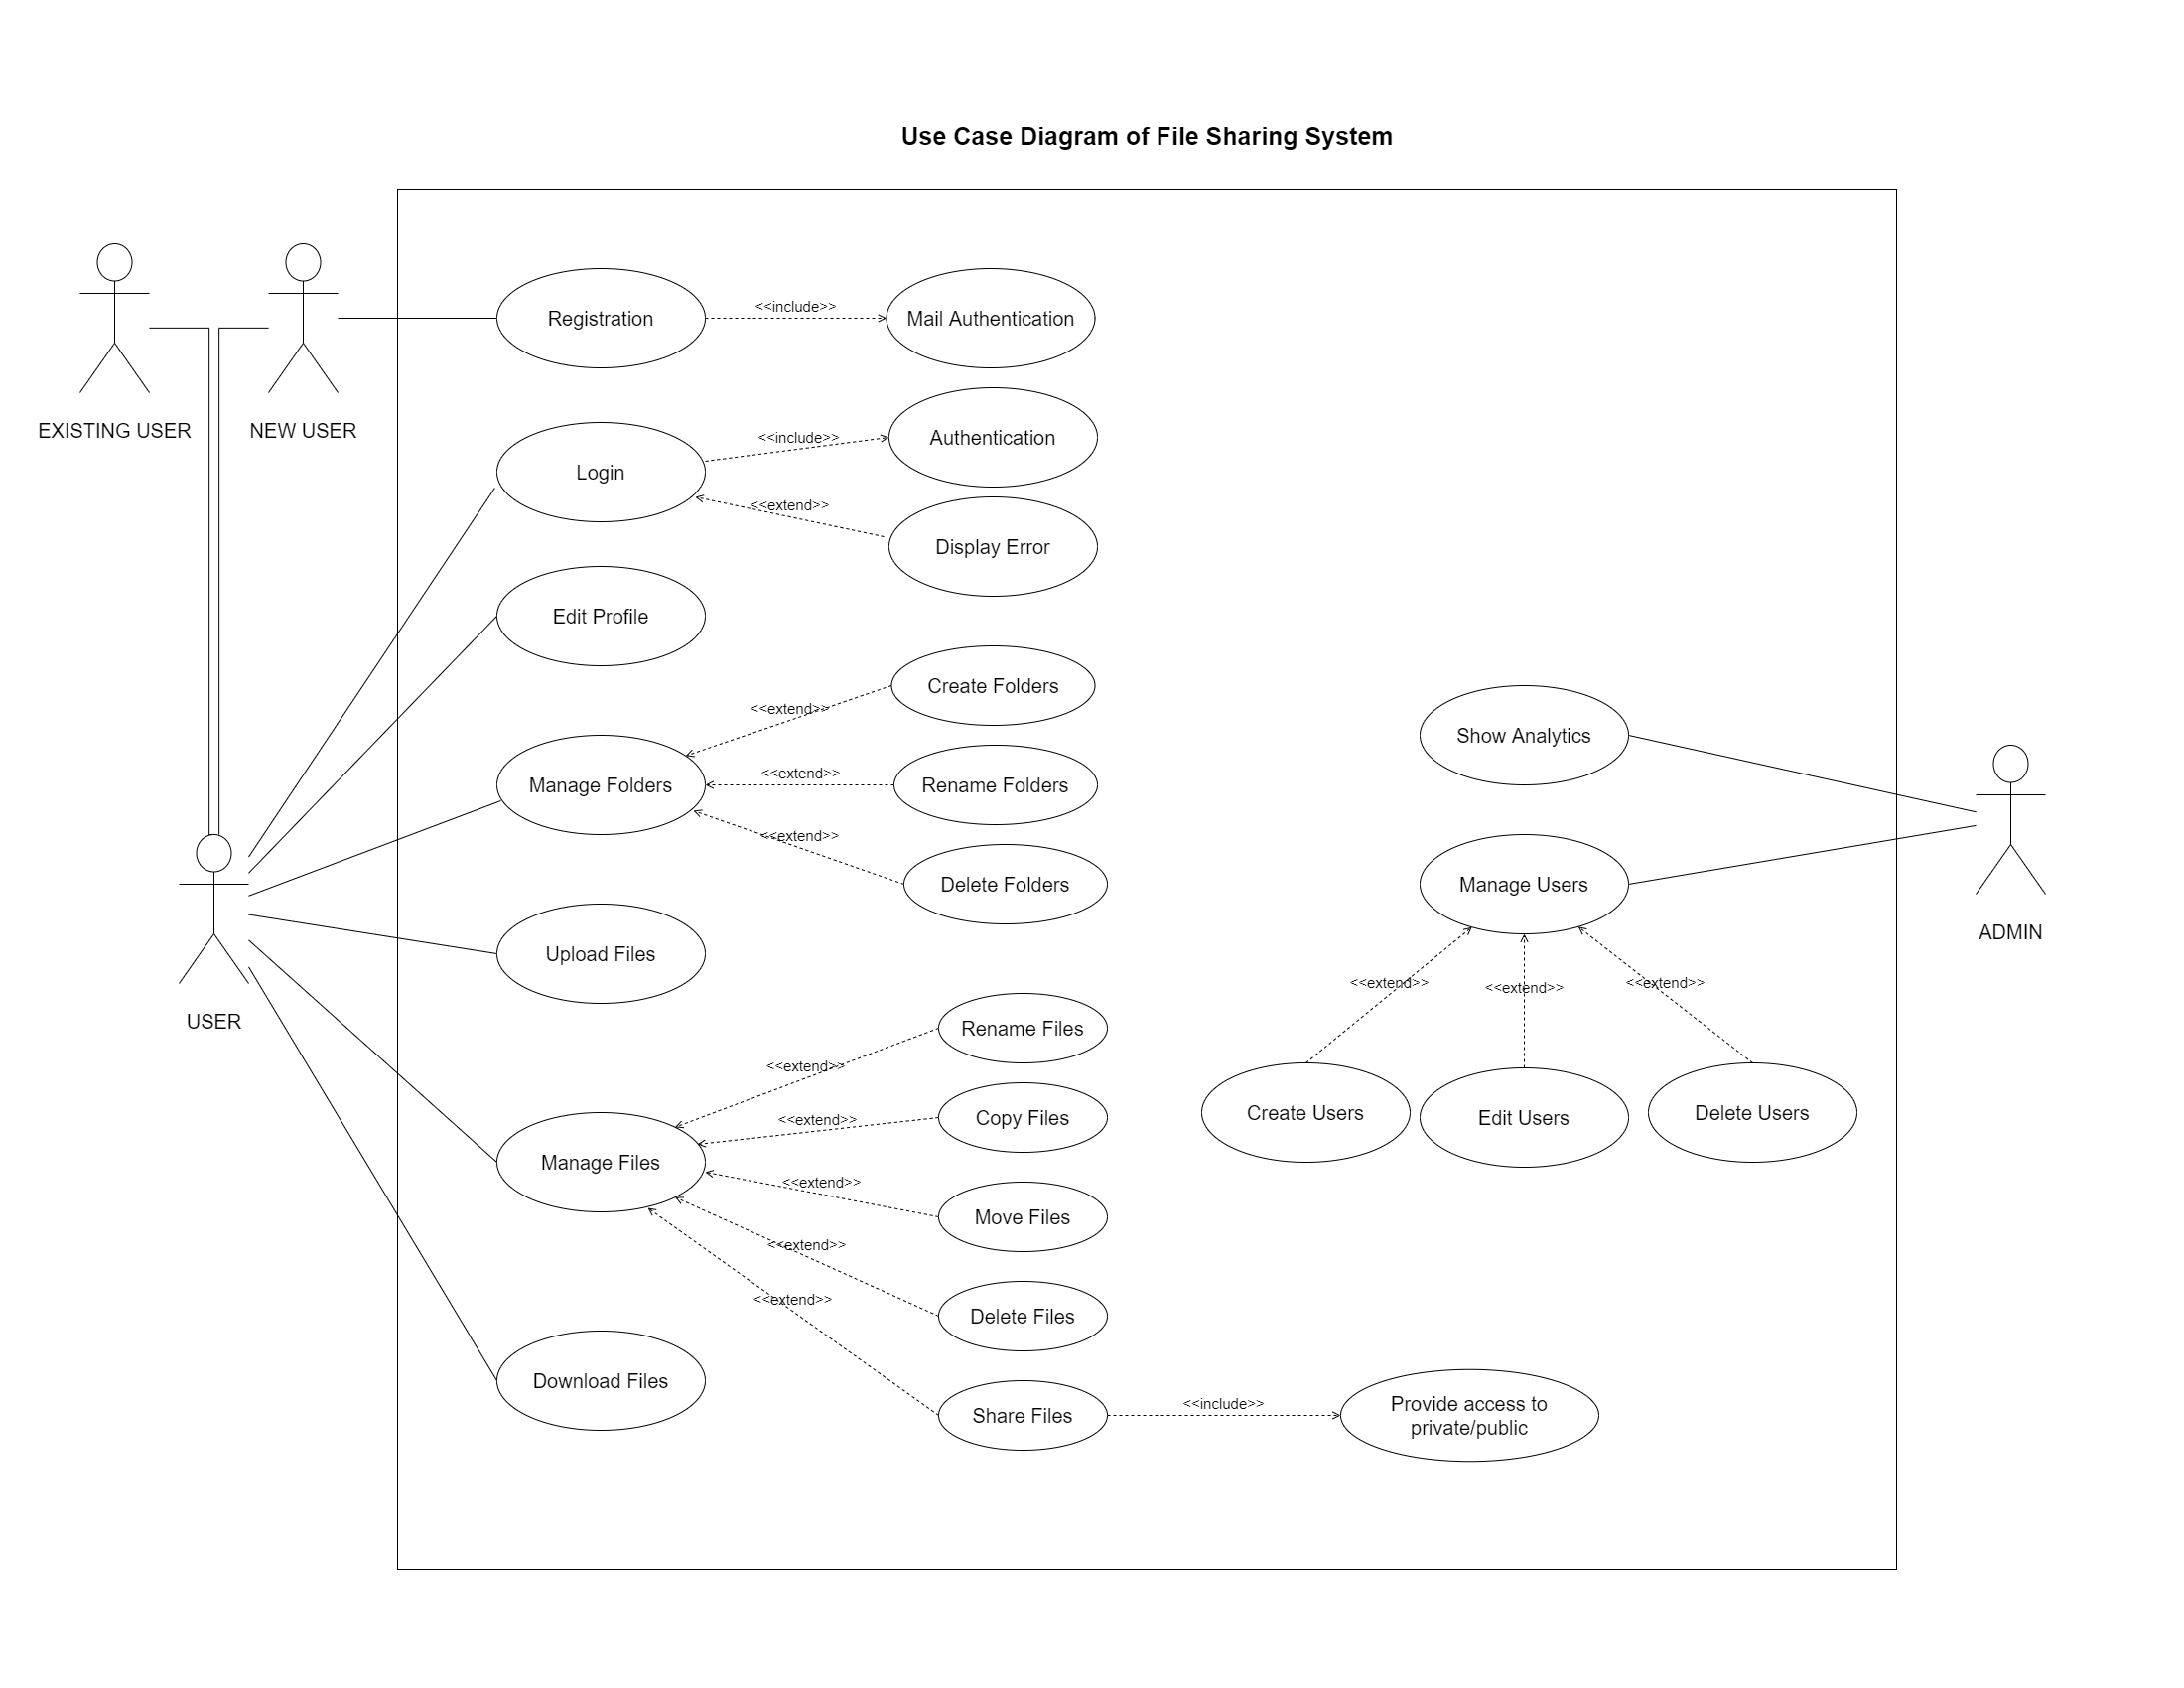 Use Case Diagram of File Sharing System
EXISTING USER
NEW USER
Registration
<<include>>
Mail Authentication
Login
<<include>>
Authentication
<<extend>>
Display Error
Edit Profile
Manage Folders
<<extend>>
Create Folders
<<extend>>
Rename Folders
<<extend>>
Delete Folders
USER
Upload Files
Manage Files
<<extend>>
Rename Files
<<extend>>
Copy Files
<<extend>>
Move Files
<<extend>>
Delete Files
<<extend>>
Share Files
<<include>>
Provide access to
private/public
Download Files
Show Analytics
Manage Users
ADMIN
<<extend>>
<<extend>>
<<extend>>
Create Users
Edit Users
Delete Users